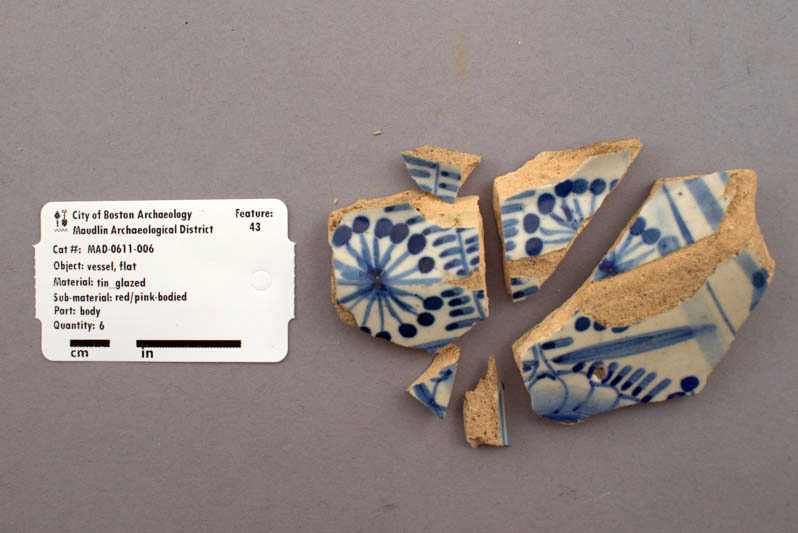 City of Boston Archaeology
Maudlin Archaeological District
Feature:
43
Cat #: MAD-0611-006
Object: vessel, flat
Material: tin_glazed
Sub-material: red/pink-bodied
Part: body
Quantity: 6
cm in